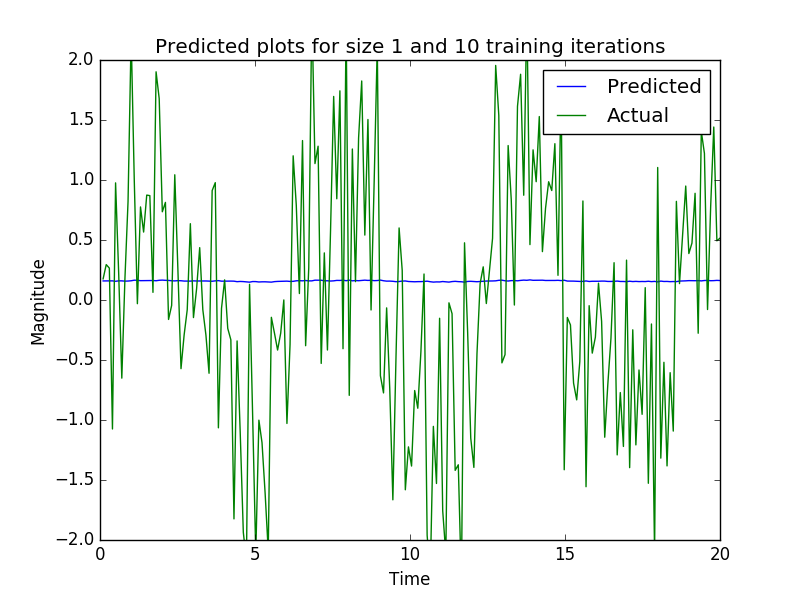 Predicted plots for size 1 and 10 training iterations
Predicted
Actual
2.0
1.5
1.0
0.5
0.0
−0.5
−1.0
−1.5
−2.0
Magnitude
0 5 10 15 20
Time